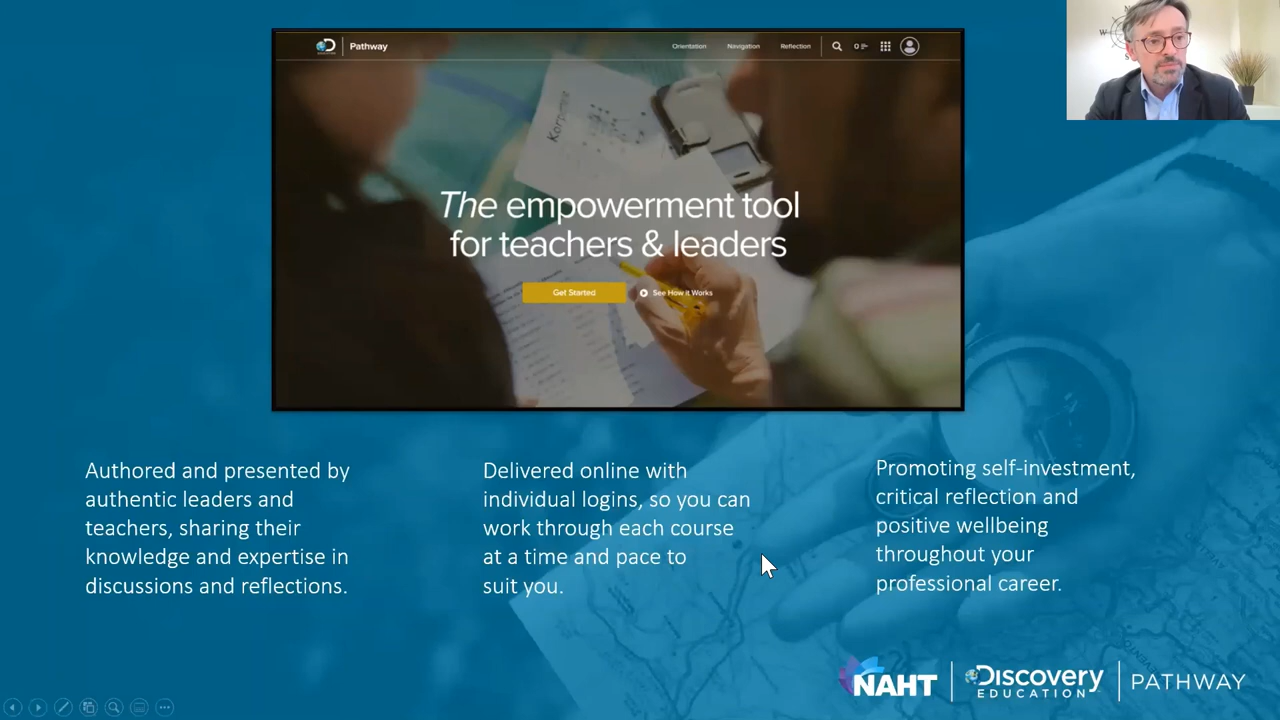 Pathway
Orientation Navigation Reflection 0
N
W
S
Korzenie
The empowerment tool
for teachers & leaders
Get Started See How it Works
Authored and presented by
authentic leaders and
teachers, sharing their
knowledge and expertise in
discussions and reflections.
Delivered online with
individual logins, so you can
work through each course
at a time and pace to
suit you.
Promoting self-investment,
critical reflection and
positive wellbeing
throughout your
professional career.
NAHT Discovery EDUCATION PATHWAY